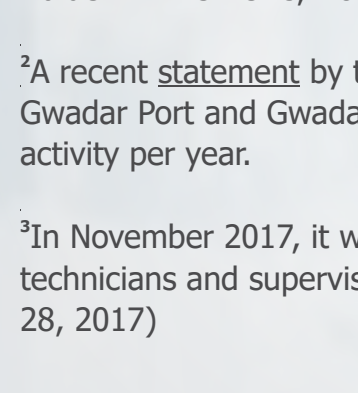 ²A recent statement by t
Gwadar Port and Gwada
activity per year.
³In November 2017, it w
technicians and supervis
28, 2017)